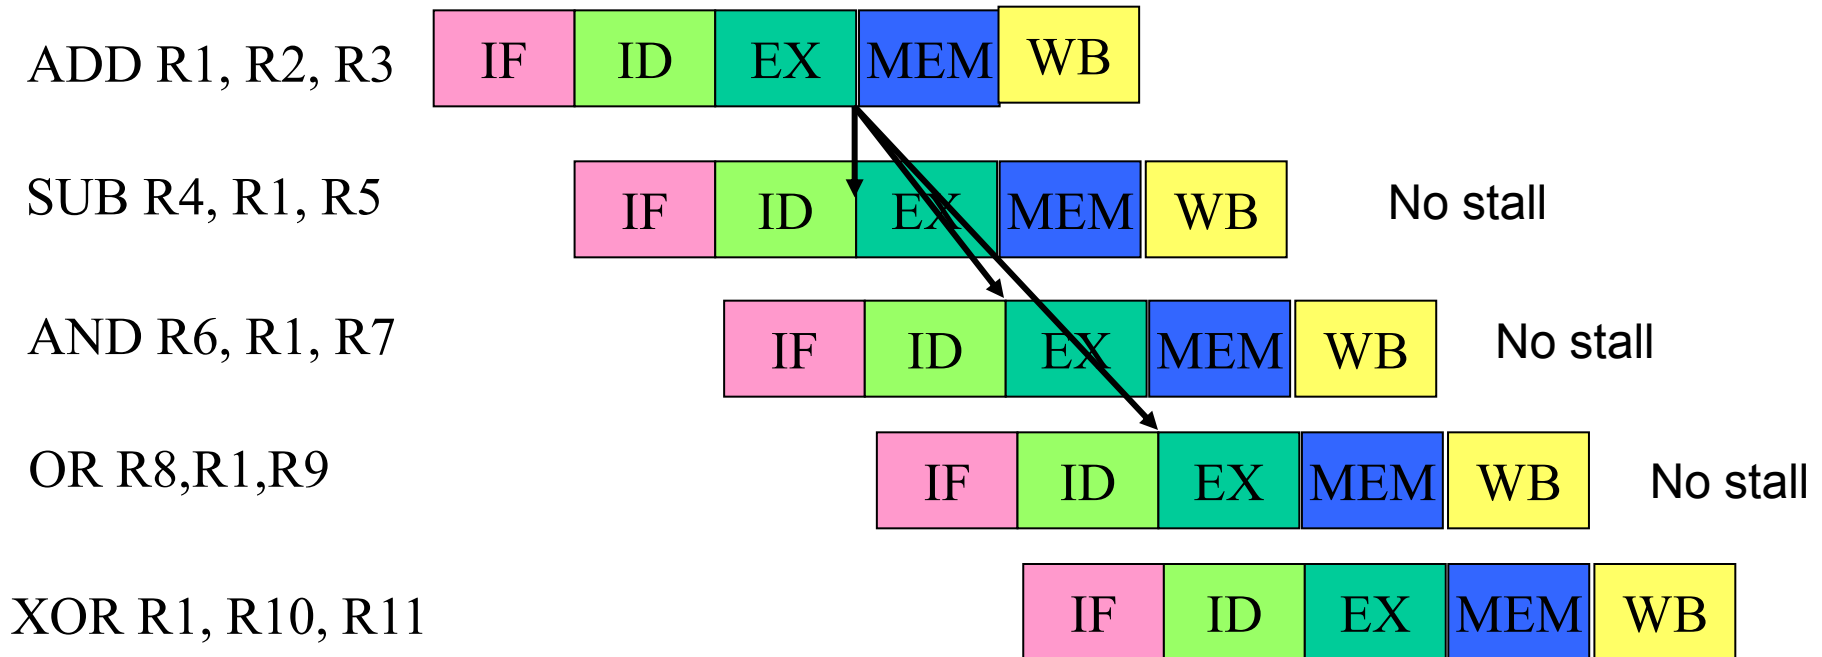 ADD R1, R2, R3 IF ID EX MEM WB
SUB R4, R1, R5 IF ID EX MEM WB No stall
AND R6, R1, R7 IF ID EX MEM WB No stall
OR R8,R1,R9 IF ID EX MEM WB No stall
XOR R1, R10, R11 IF ID EX MEM WB